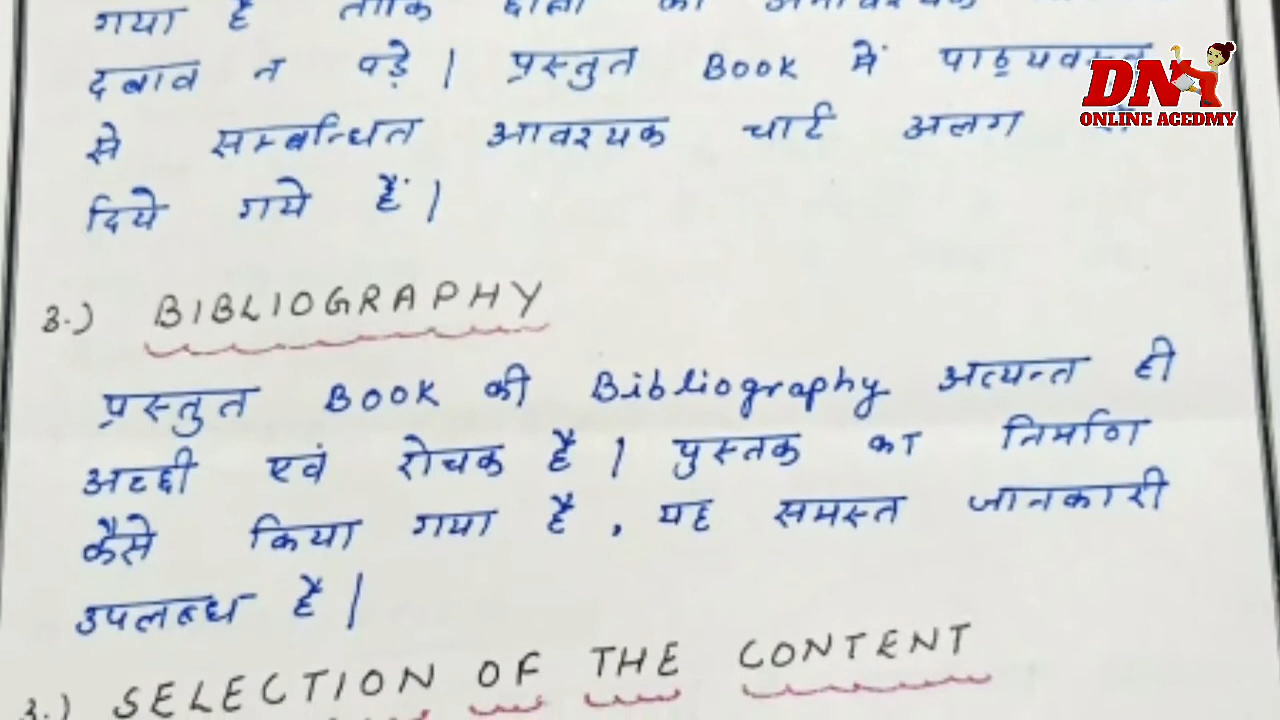 गया है ताकि
दबाव न पड़े | प्रस्तुत BOOK में
से सम्बन्धित आवश्यक चार्ट अलग
दिये गये हैं |
3.) BIBLIOGRAPHY
प्रस्तुत BOOK की Bibliography अत्यन्त ही
अच्छी एवं रोचक है | पुस्तक का निर्माण
कैसे किया गया है , यह समस्त जानकारी
उपलब्ध है |
3.) SELECTION OF THE CONTENT
DN
ONLINE ACEDMY